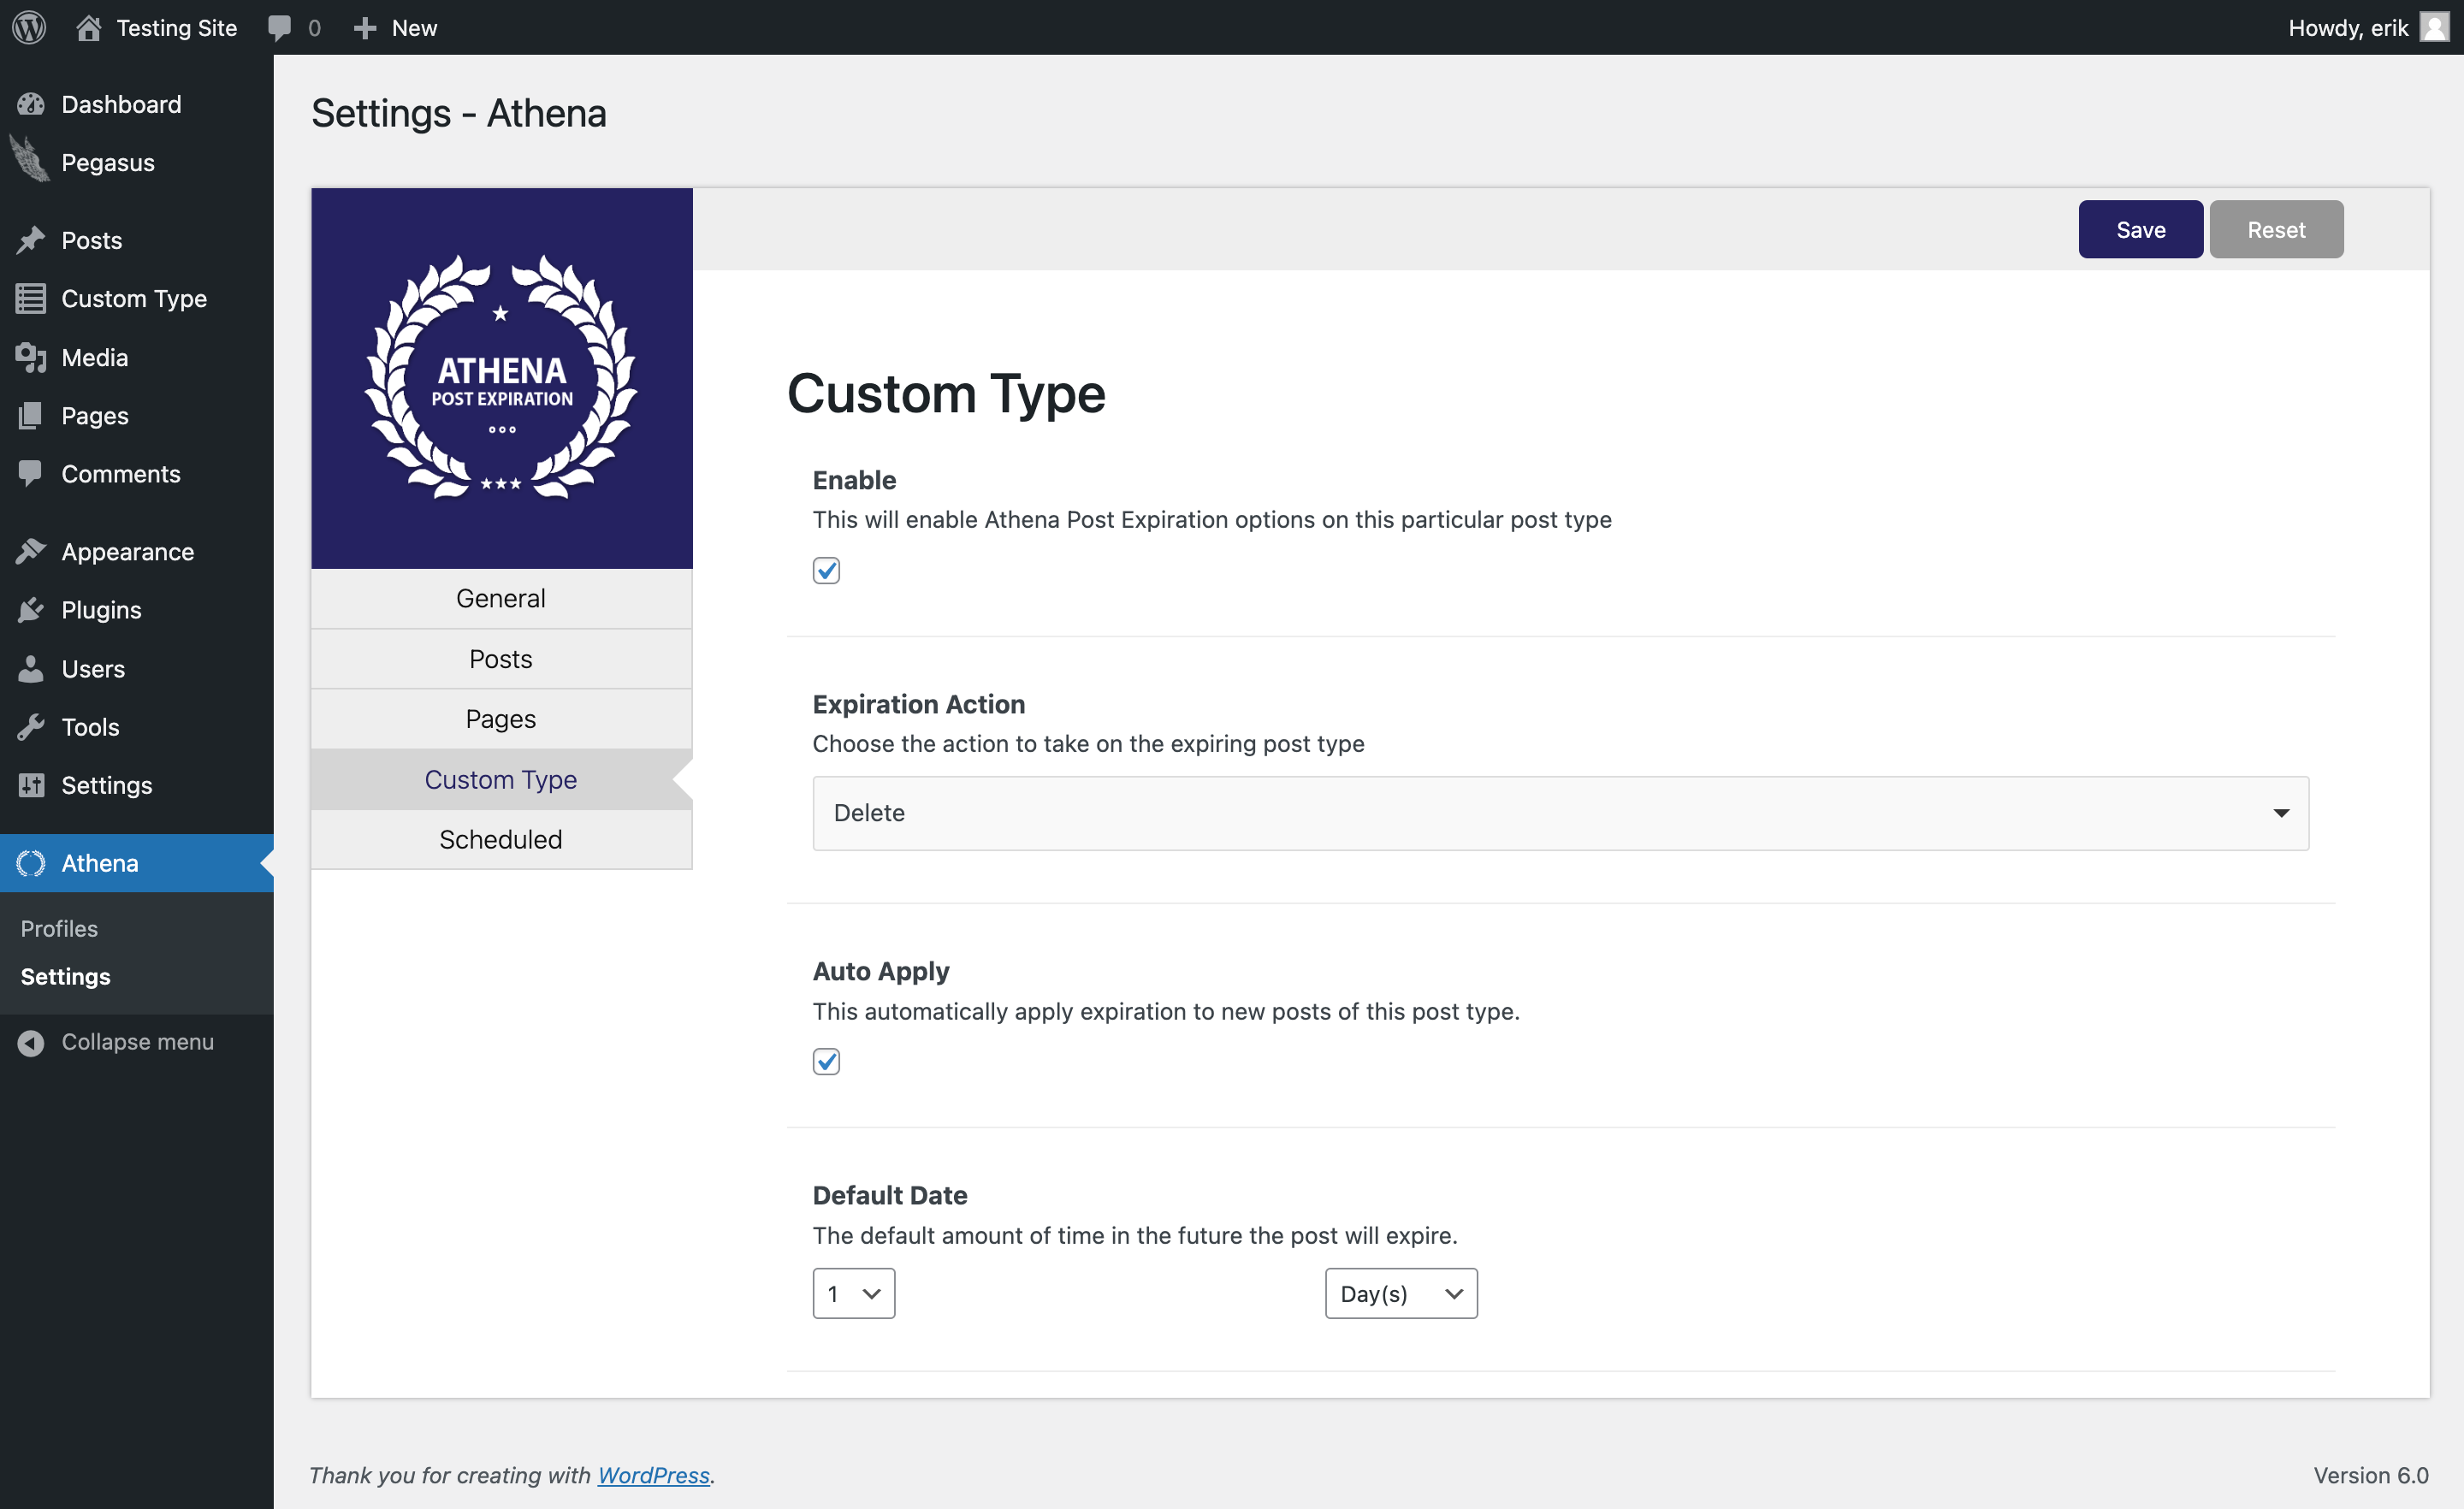 Testing Site
0
New
Howdy, erik
Dashboard
Pegasus
Posts
Custom Type
Media
Pages
Comments
Appearance
Plugins
Users
Tools
Settings
Athena
Profiles
Settings
Collapse menu
Settings - Athena
ATHENA
POST EXPIRATION
General
Posts
Pages
Custom Type
Scheduled
Save
Reset
Custom Type
Enable
This will enable Athena Post Expiration options on this particular post type
Expiration Action
Choose the action to take on the expiring post type
Delete
Auto Apply
This automatically apply expiration to new posts of this post type.
Default Date
The default amount of time in the future the post will expire.
1
Day(s)
Thank you for creating with WordPress.
Version 6.0